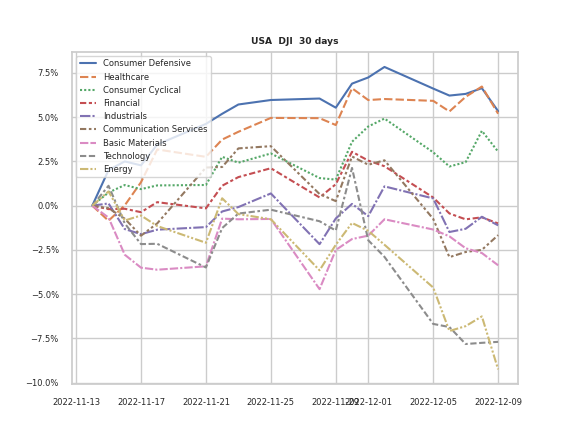 USA DJI 30 days
Consumer Defensive
Healthcare
Consumer Cyclical
Financial
Industrials
Communication Services
Basic Materials
Technology
Energy
7.5%
5.0%
2.5%
0.0%
−2.5%
−5.0%
−7.5%
−10.0%
2022-11-13 2022-11-17 2022-11-21 2022-11-25 2022-11-29 2022-12-01 2022-12-05 2022-12-09